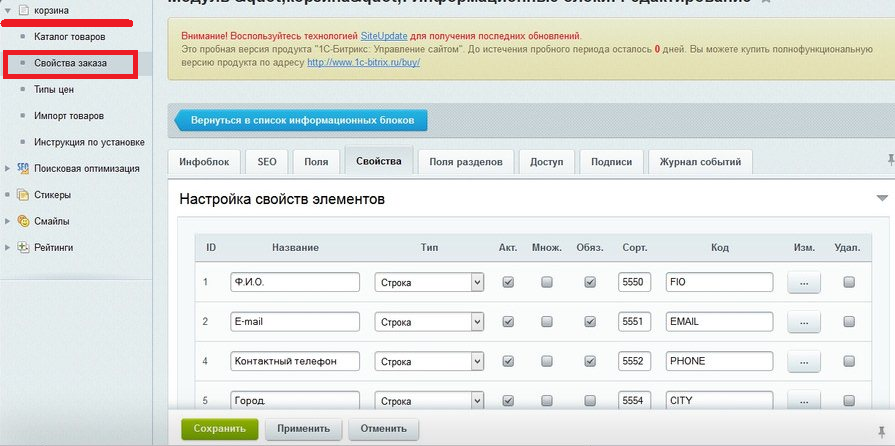 Модуль &quot;корзина&quot;: Информационные блоки: Редактирование
корзина
Каталог товаров
Свойства заказа
Типы цен
Импорт товаров
Инструкция по установке
Поисковая оптимизация
Стикеры
Смайлы
Рейтинги
Внимание! Воспользуйтесь технологией SiteUpdate для получения последних обновлений.
Это пробная версия продукта "1С-Битрикс: Управление сайтом". До истечения пробного периода осталось 0 дней. Вы можете купить полнофункциональную
версию продукта по адресу http://www.1c-bitrix.ru/buy/
Вернуться в список информационных блоков
Инфоблок SEO Поля Свойства Поля разделов Доступ Подписи Журнал событий
Настройка свойств элементов
ID Название Тип Акт. Множ. Обяз. Сорт. Код Изм. Удал.
1 Ф.И.О. Строка 5550 FIO ...
2 E-mail Строка 5551 EMAIL ...
4 Контактный телефон Строка 5552 PHONE ...
5 Город. Строка 5554 CITY ...
Сохранить Применить Отменить